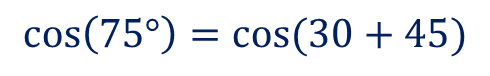 cos(75°) = cos(30 + 45)